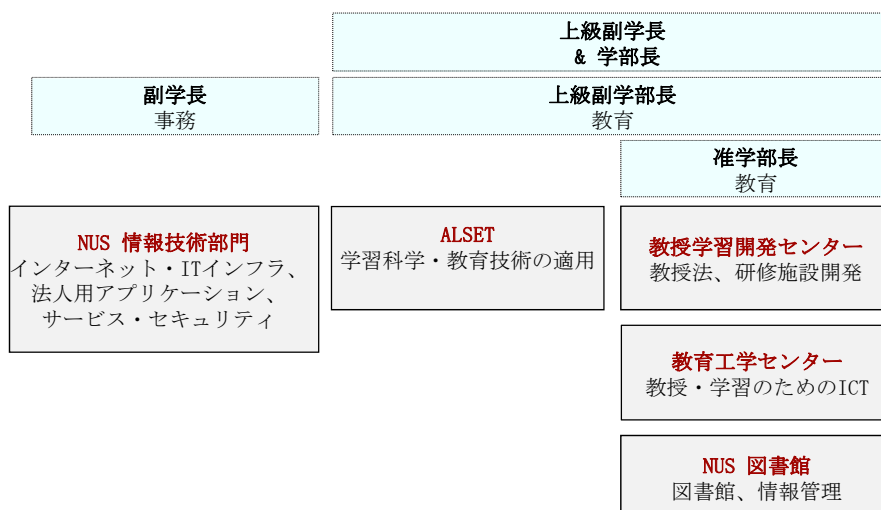 上級副学長
& 学部長
副学長
事務
上級副学部長
教育
准学部長
教育
NUS 情報技術部門
インターネット・ITインフラ、
法人用アプリケーション、
サービス・セキュリティ
ALSET
学習科学・教育技術の適用
教授学習開発センター
教授法、研修施設開発
教育工学センター
教授・学習のためのICT
NUS 図書館
図書館、情報管理